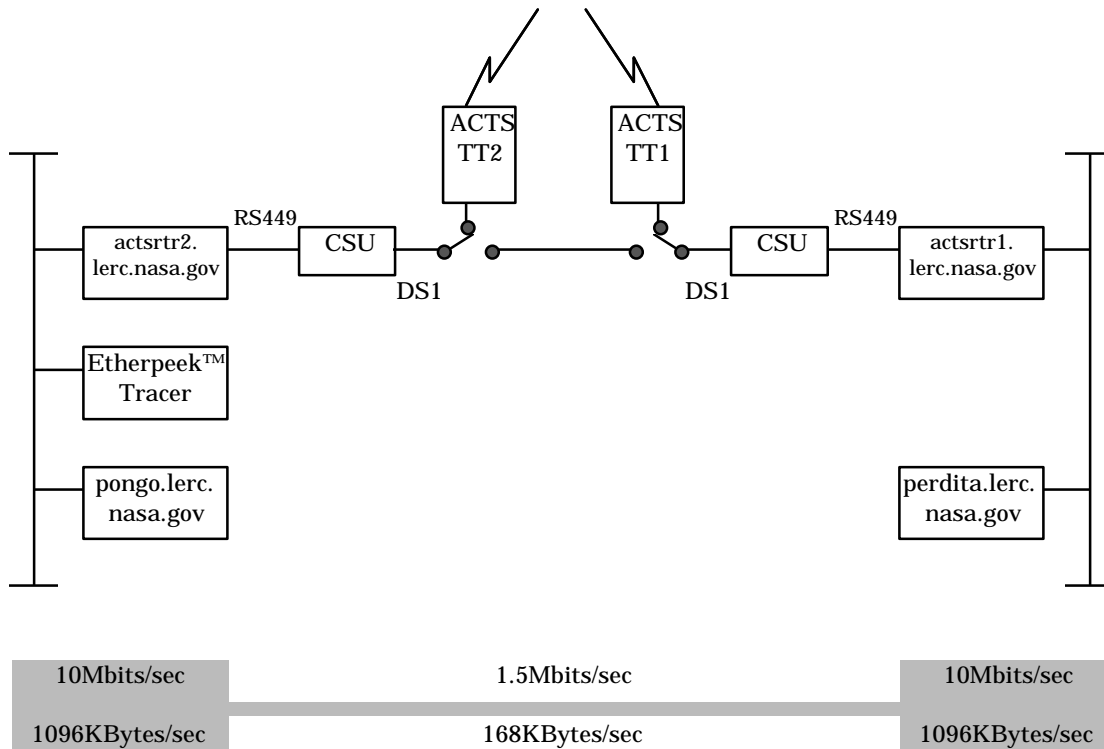 ACTS
TT2
ACTS
TT1
RS449
RS449
actsrtr2.
lerc.nasa.gov
CSU
CSU
actsrtr1.
lerc.nasa.gov
DS1
DS1
Etherpeek™
Tracer
pongo.lerc.
nasa.gov
perdita.lerc.
nasa.gov
10Mbits/sec
1.5Mbits/sec
10Mbits/sec
1096KBytes/sec
168KBytes/sec
1096KBytes/sec